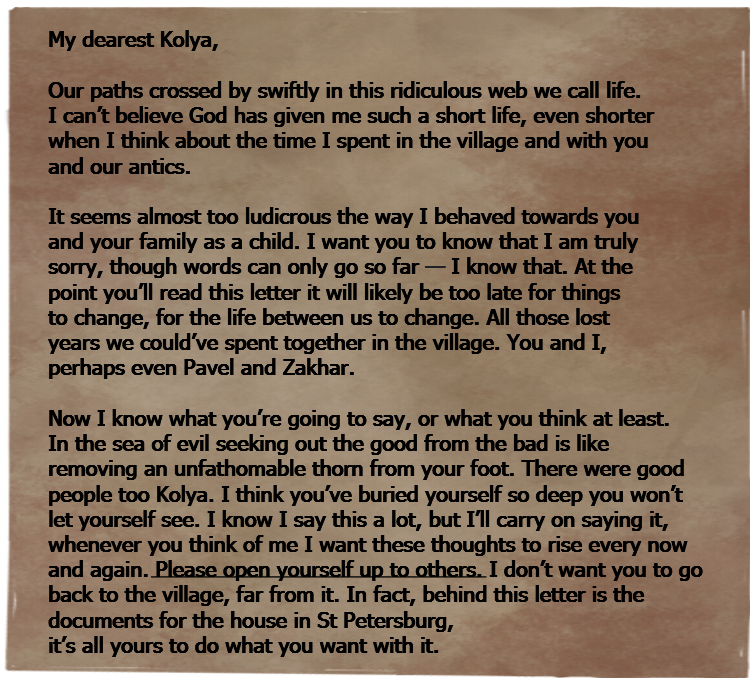 My dearest Kolya,
Our paths crossed by swiftly in this ridiculous web we call life.
I can't believe God has given me such a short life, even shorter
when I think about the time I spent in the village and with you
and our antics.
It seems almost too ludicrous the way I behaved towards you
and your family as a child. I want you to know that I am truly
sorry, though words can only go so far — I know that. At the
point you'll read this letter it will likely be too late for things
to change, for the life between us to change. All those lost
years we could've spent together in the village. You and I,
perhaps even Pavel and Zakhar.
Now I know what you're going to say, or what you think at least.
In the sea of evil seeking out the good from the bad is like
removing an unfathomable thorn from your foot. There were good
people too Kolya. I think you've buried yourself so deep you won't
let yourself see. I know I say this a lot, but I'll carry on saying it,
whenever you think of me I want these thoughts to rise every now
and again. Please open yourself up to others. I don't want you to go
back to the village, far from it. In fact, behind this letter is the
documents for the house in St Petersburg,
it's all yours to do what you want with it.